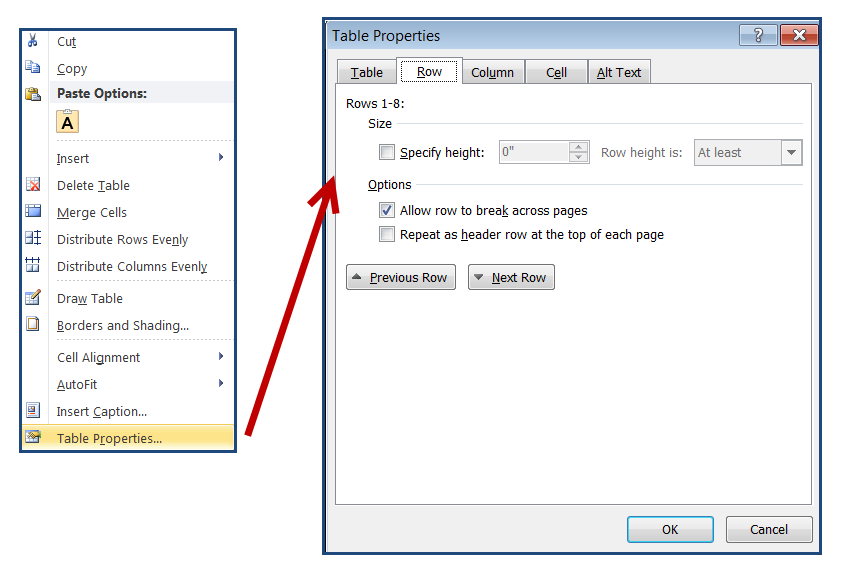 Cut
Copy
Paste Options:
A
Insert
Delete Table
Merge Cells
Distribute Rows Evenly
Distribute Columns Evenly
Draw Table
Borders and Shading...
Cell Alignment
AutoFit
Insert Caption...
Table Properties...
Table Properties
?
Table Row Column Cell Alt Text
Rows 1-8:
Size
Specify height: 0" Row height is: At least
Options
Allow row to break across pages
Repeat as header row at the top of each page
Previous Row Next Row
OK Cancel